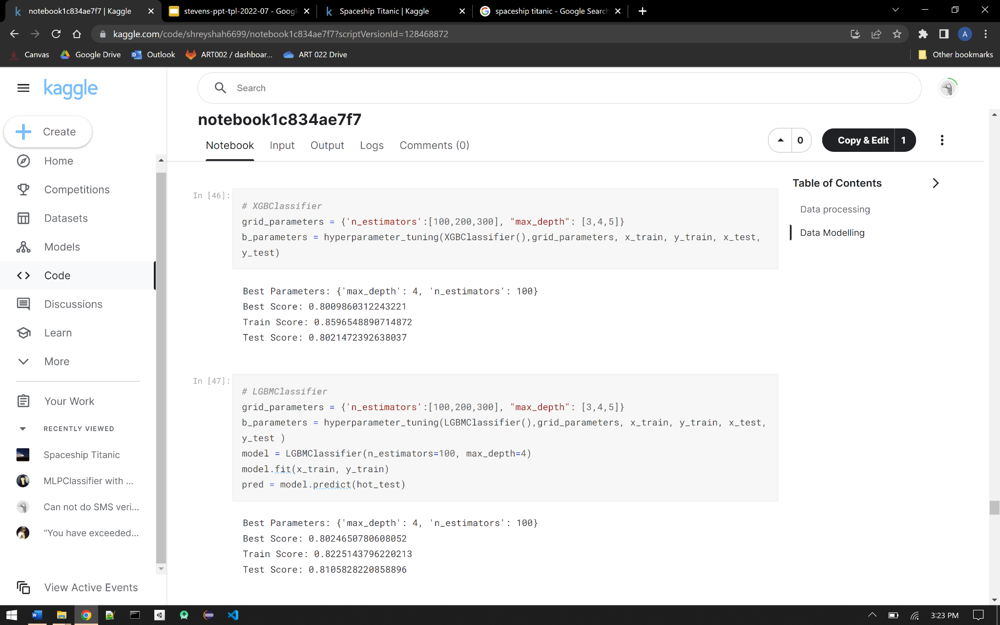 notebook1c834ae7f7 | Kaggle
stevens-ppt-tpl-2022-07 - Googl
Spaceship Titanic | Kaggle
spaceship titanic - Google Search
kaggle.com/code/shreyshah6699/notebook1c834ae7f7?scriptVersionId=128468872
A
Canvas
Google Drive
Outlook
ART002 / dashboar...
ART 022 Drive
Other bookmarks
kaggle
Search
Create
Home
Competitions
Datasets
Models
Code
Discussions
Learn
More
Your Work
RECENTLY VIEWED
Spaceship Titanic
MLPClassifier with ...
Can not do SMS veri...
"You have exceeded...
View Active Events
notebook1c834ae7f7
Notebook
Input
Output
Logs
Comments (0)
0
Copy & Edit
1
Table of Contents
Data processing
Data Modelling
In [46]:
# XGBClassifier
grid_parameters = {'n_estimators':[100,200,300], "max_depth": [3,4,5]}
b_parameters = hyperparameter_tuning(XGBClassifier(),grid_parameters, x_train, y_train, x_test,
y_test)
Best Parameters: {'max_depth': 4, 'n_estimators': 100}
Best Score: 0.8009860312243221
Train Score: 0.8596548890714872
Test Score: 0.8021472392638037
In [47]:
# LGBMClassifier
grid_parameters = {'n_estimators':[100,200,300], "max_depth": [3,4,5]}
b_parameters = hyperparameter_tuning(LGBMClassifier(),grid_parameters, x_train, y_train, x_test,
y_test )
model = LGBMClassifier(n_estimators=100, max_depth=4)
model.fit(x_train, y_train)
pred = model.predict(hot_test)
Best Parameters: {'max_depth': 4, 'n_estimators': 100}
Best Score: 0.8024650780608052
Train Score: 0.8225143796220213
Test Score: 0.8105828220858896
3:23 PM